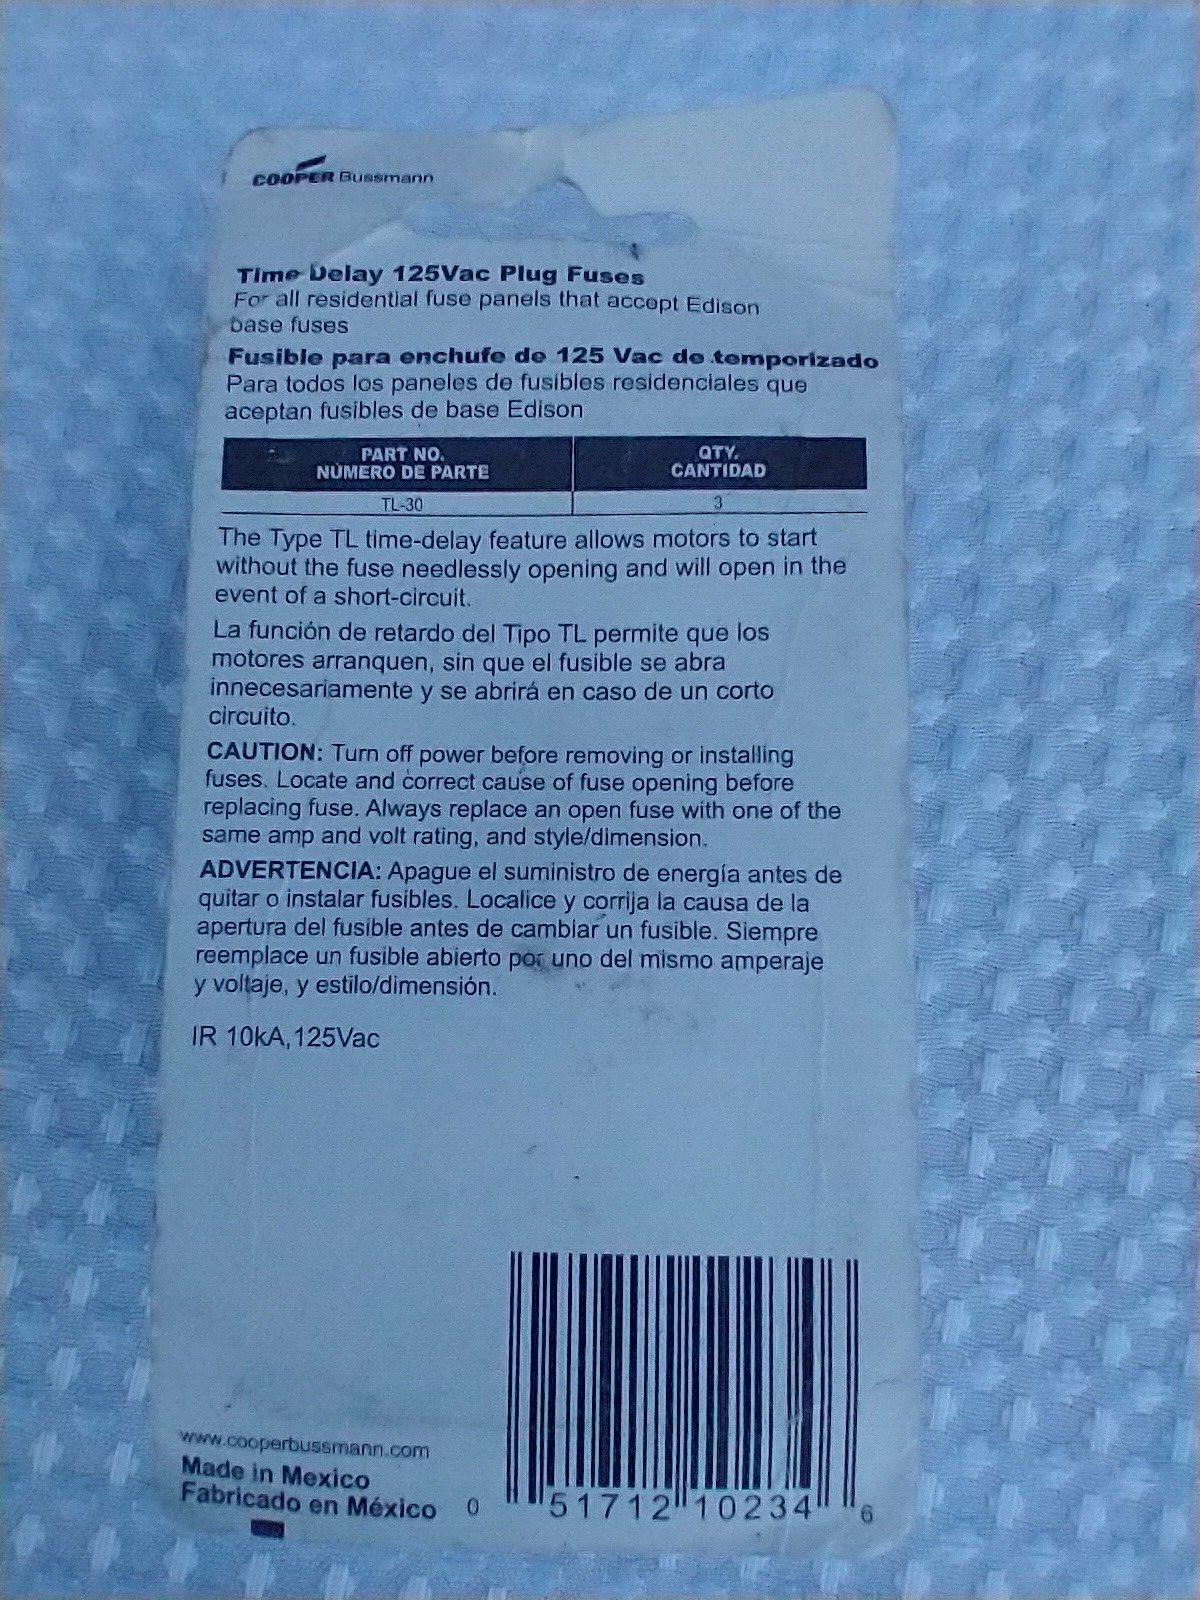 COOPER Bussmann
Time Delay 125Vac Plug Fuses
For all residential fuse panels that accept Edison
base fuses
Fusible para enchufe de 125 Vac de temporizado
Para todos los paneles de fusibles residenciales que
aceptan fusibles de base Edison
PART NO. QTY.
NÚMERO DE PARTE CANTIDAD
TL-30 3
The Type TL time-delay feature allows motors to start
without the fuse needlessly opening and will open in the
event of a short-circuit.
La función de retardo del Tipo TL permite que los
motores arranquen, sin que el fusible se abra
innecesariamente y se abrirá en caso de un corto
circuito.
CAUTION: Turn off power before removing or installing
fuses. Locate and correct cause of fuse opening before
replacing fuse. Always replace an open fuse with one of the
same amp and volt rating, and style/dimension.
ADVERTENCIA: Apague el suministro de energía antes de
quitar o instalar fusibles. Localice y corrija la causa de la
apertura del fusible antes de cambiar un fusible. Siempre
reemplace un fusible abierto por uno del mismo amperaje
y voltaje, y estilo/dimensión.
IR 10kA,125Vac
www.cooperbussmann.com
Made in Mexico
Fabricado en México
0 51712 10234 6